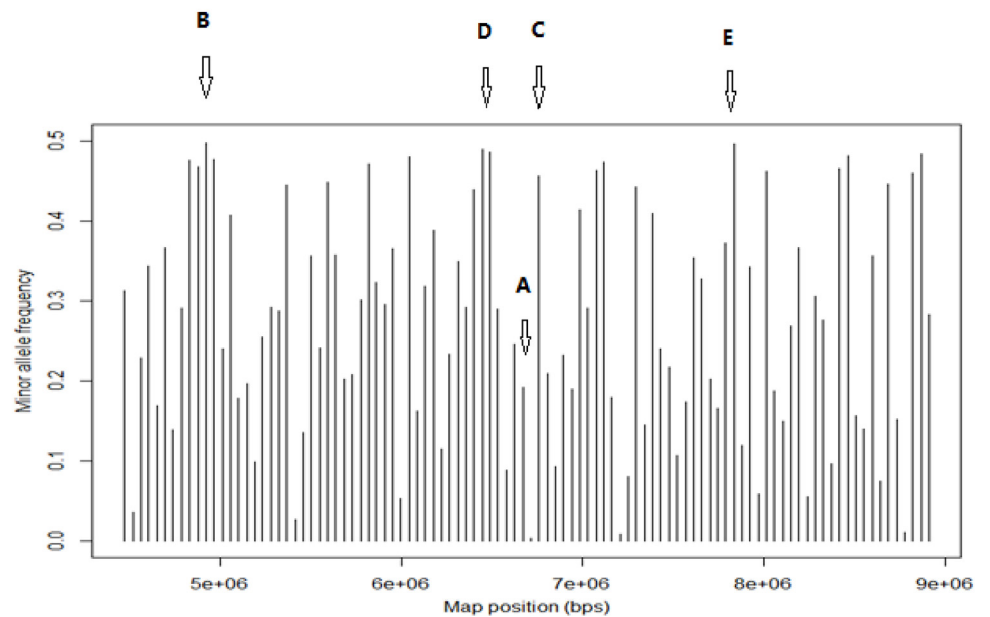 B
D
C
E
A
Minor allele frequency
0.5
0.4
0.3
0.2
0.1
0.0
5e+06
6e+06
7e+06
8e+06
9e+06
Map position (bps)